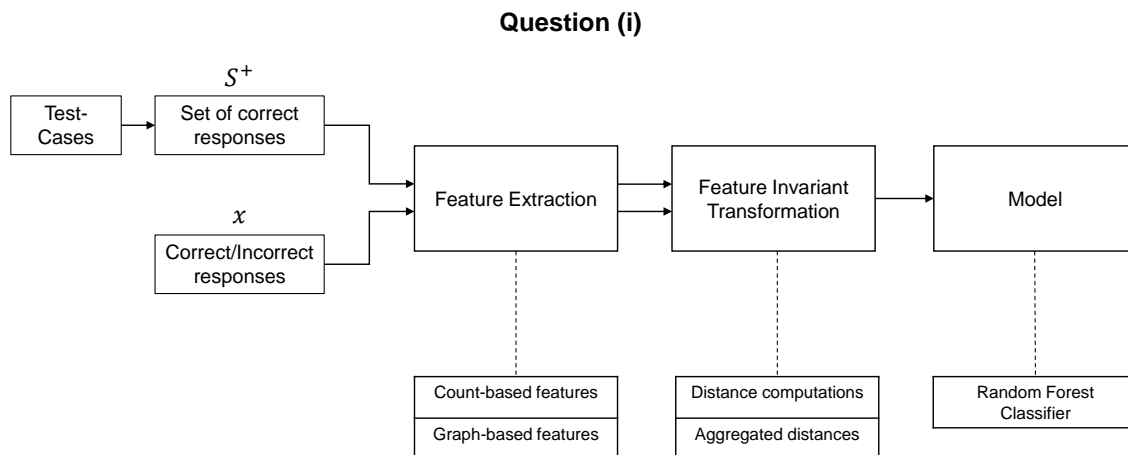 Question (i)
S⁺
Test-
Cases
Set of correct
responses
x
Correct/Incorrect
responses
Feature Extraction
Feature Invariant
Transformation
Model
Count-based features
Graph-based features
Distance computations
Aggregated distances
Random Forest
Classifier